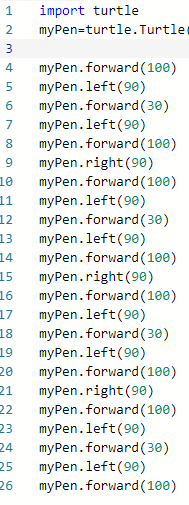 1 import turtle
2 myPen=turtle.Turtle(
3
4 myPen.forward(100)
5 myPen.left(90)
6 myPen.forward(30)
7 myPen.left(90)
8 myPen.forward(100)
9 myPen.right(90)
10 myPen.forward(100)
11 myPen.left(90)
12 myPen.forward(30)
13 myPen.left(90)
14 myPen.forward(100)
15 myPen.right(90)
16 myPen.forward(100)
17 myPen.left(90)
18 myPen.forward(30)
19 myPen.left(90)
20 myPen.forward(100)
21 myPen.right(90)
22 myPen.forward(100)
23 myPen.left(90)
24 myPen.forward(30)
25 myPen.left(90)
26 myPen.forward(100)